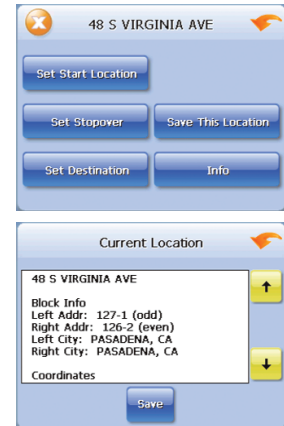 48 S VIRGINIA AVE
Set Start Location
Set Stopover
Save This Location
Set Destination
Info
Current Location
48 S VIRGINIA AVE
Block Info
Left Addr: 127-1 (odd)
Right Addr: 126-2 (even)
Left City: PASADENA, CA
Right City: PASADENA, CA
Coordinates
Save